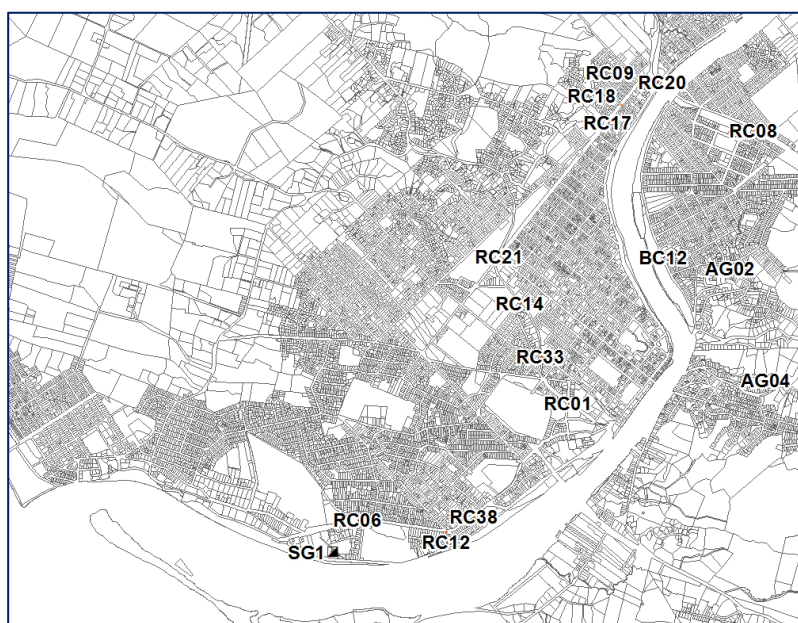 RC09
RC20
RC18
RC17
RC08
RC21
BC12
AG02
RC14
RC33
AG04
RC01
RC38
RC06
RC12
SG1